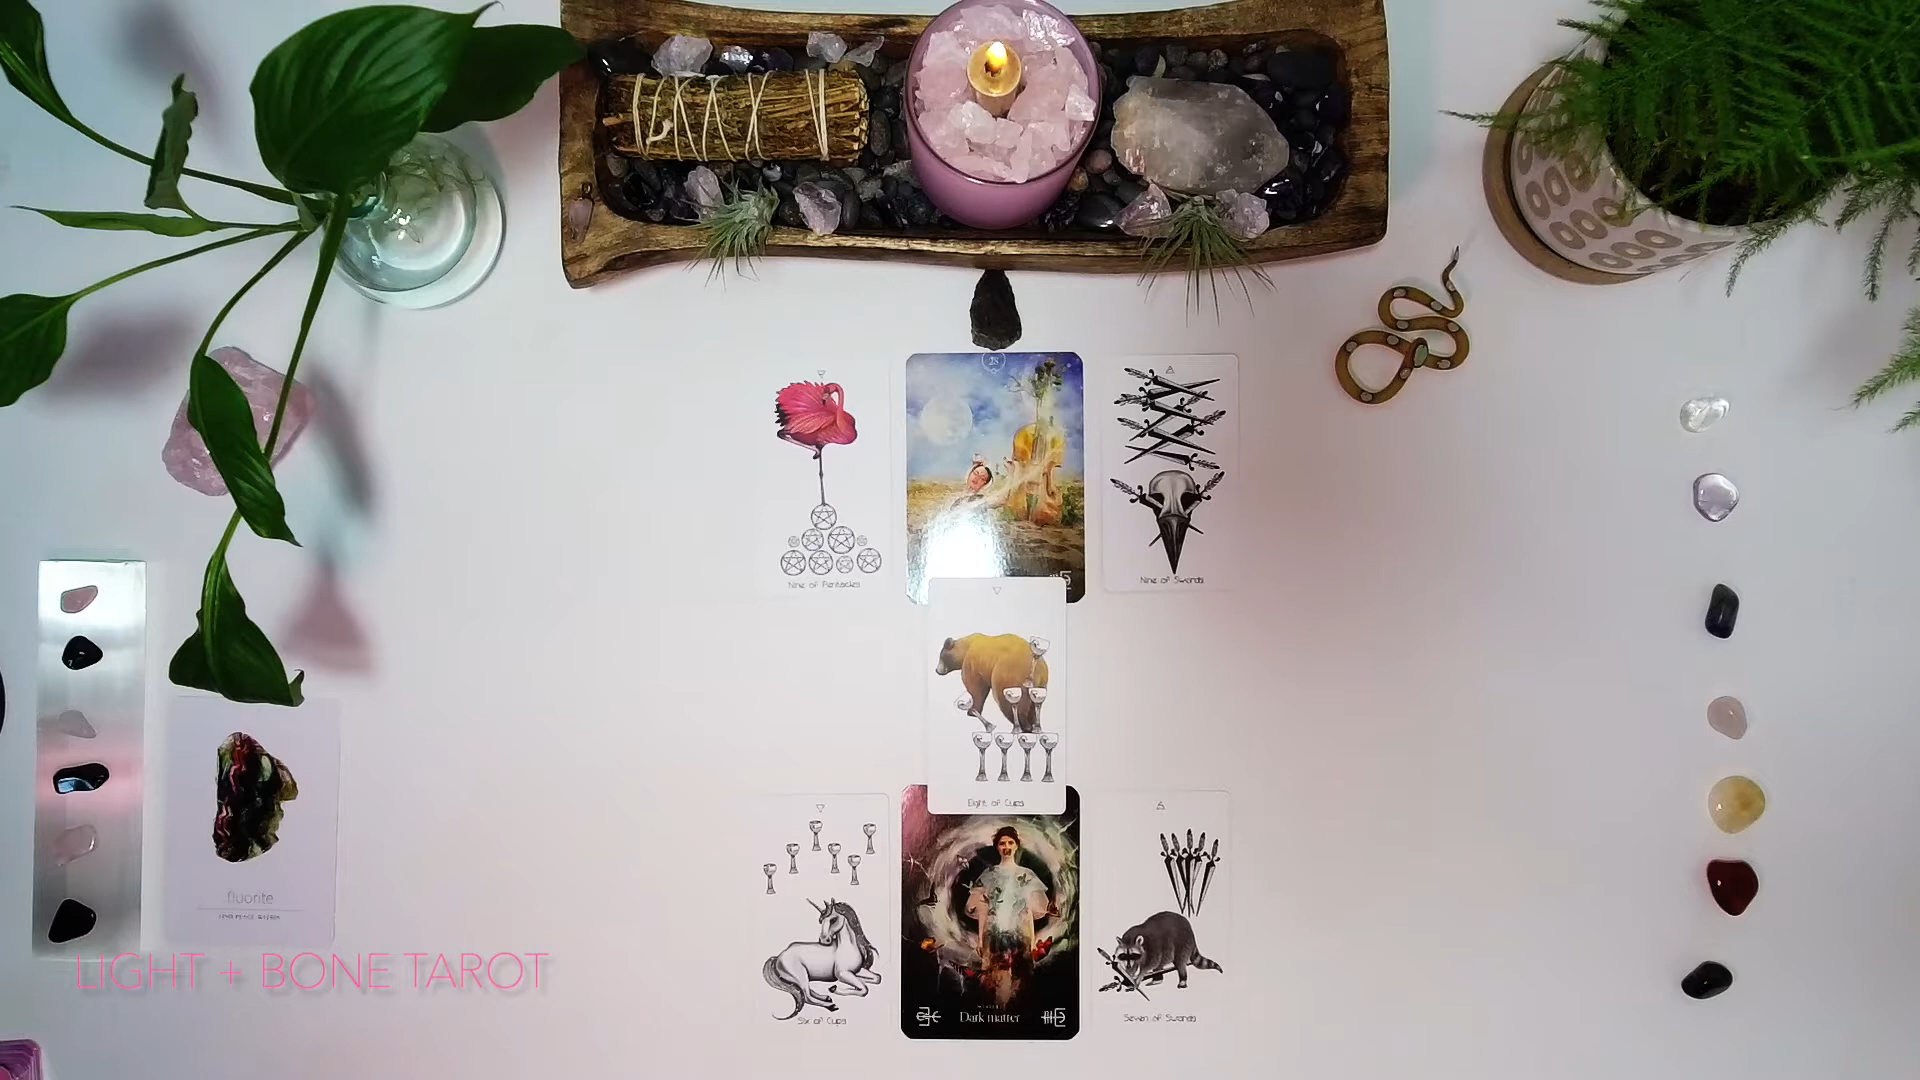 28
Nine of Pentacles
Nine of Swords
Eight of Cups
fluorite
Six of Cups
Dark matter
Seven of Swords
LIGHT + BONE TAROT